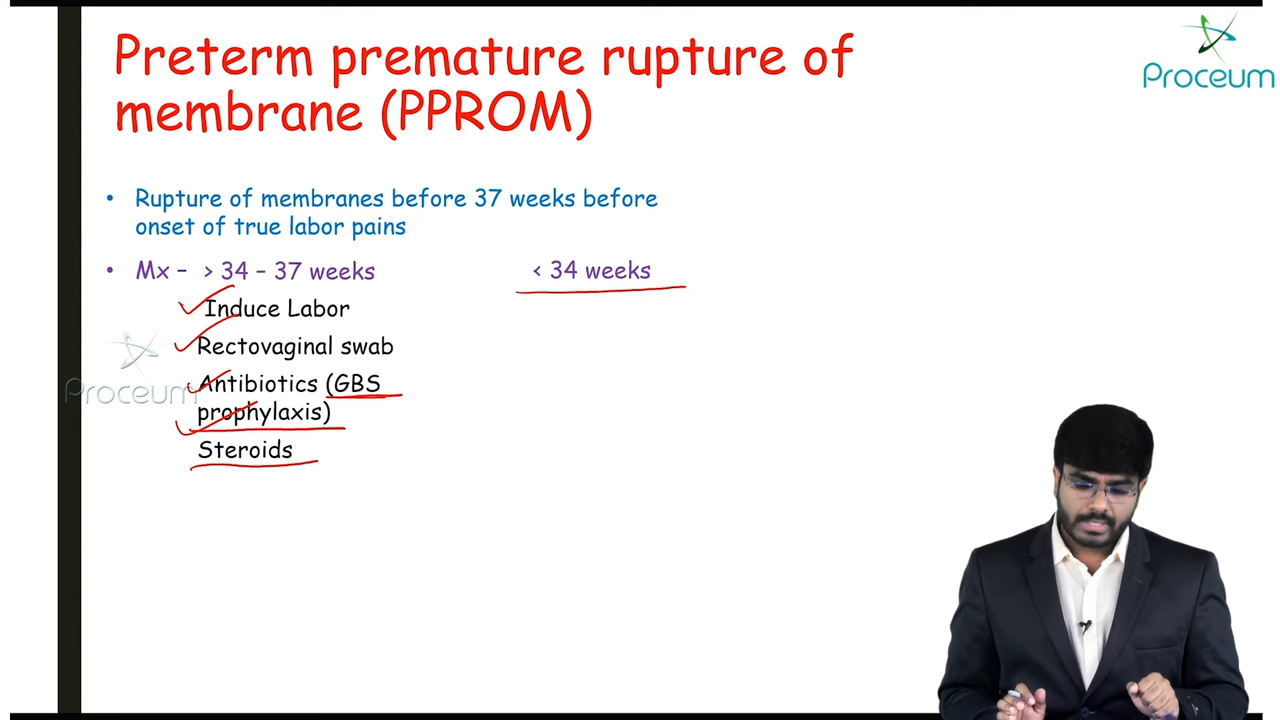 Preterm premature rupture of
membrane (PPROM)
Proceum
• Rupture of membranes before 37 weeks before
onset of true labor pains
• Mx – > 34 – 37 weeks < 34 weeks
Induce Labor
Rectovaginal swab
Antibiotics (GBS
prophylaxis)
Steroids
Proceum